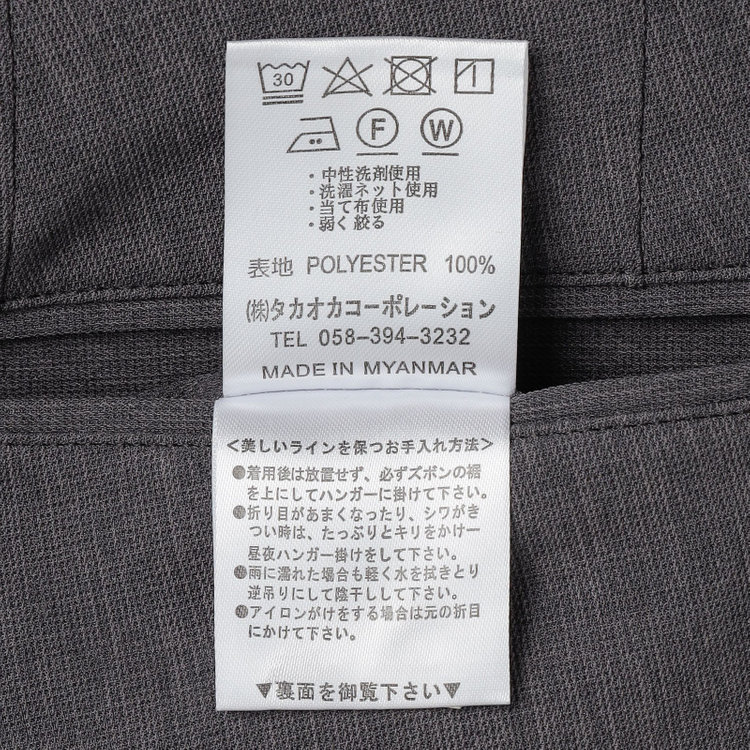 30
F W
・中性洗剤使用
・洗濯ネット使用
・当て布使用
・弱く絞る
表地 POLYESTER 100%
(株)タカオカコーポレーション
TEL 058-394-3232
MADE IN MYANMAR
<美しいラインを保つお手入れ方法>
●着用後は放置せず、必ずズボンの裾
を上にしてハンガーに掛けて下さい。
●折り目があまくなったり、シワがき
つい時は、たっぷりとキリをかけ一
昼夜ハンガー掛けをして下さい。
●雨に濡れた場合も軽く水を拭きとり
逆吊りにして陰干しして下さい。
●アイロンがけをする場合は元の折目
にかけて下さい。
▼裏面を御覧下さい▼